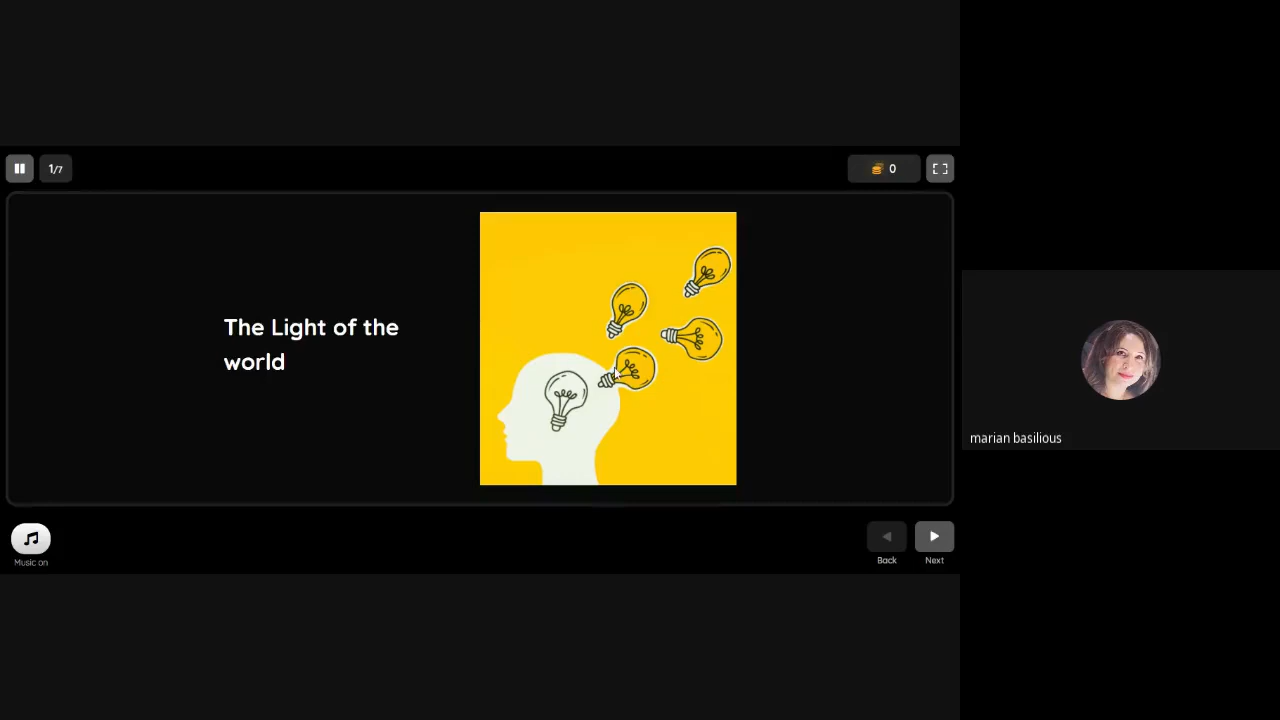 1/7
0
The Light of the
world
marian basilious
Music on
Back
Next